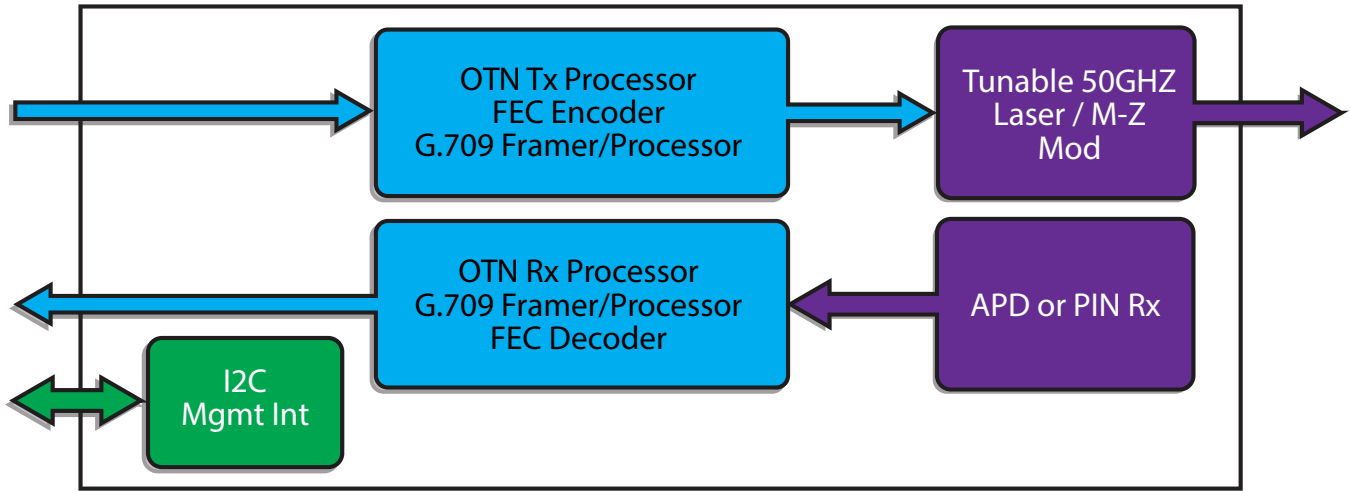 OTN Tx Processor
FEC Encoder
G.709 Framer/Processor
Tunable 50GHZ
Laser / M-Z
Mod
OTN Rx Processor
G.709 Framer/Processor
FEC Decoder
APD or PIN Rx
I2C
Mgmt Int